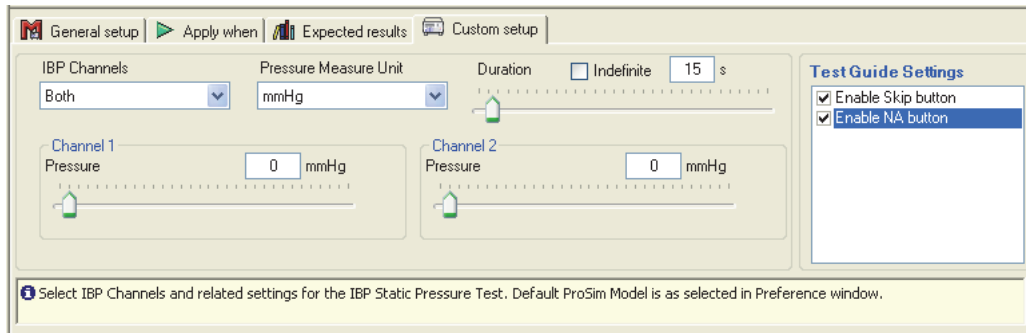 General setup Apply when Expected results Custom setup
IBP Channels Pressure Measure Unit Duration Indefinite 15 s
Both mmHg
Channel 1 Channel 2
Pressure 0 mmHg Pressure 0 mmHg
Test Guide Settings
Enable Skip button
Enable NA button
Select IBP Channels and related settings for the IBP Static Pressure Test. Default ProSim Model is as selected in Preference window.